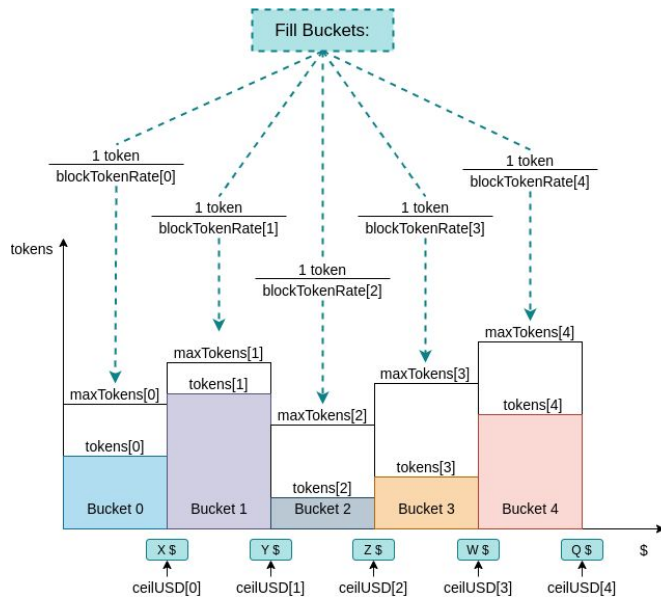 Fill Buckets:
1 token
blockTokenRate[0]
1 token
blockTokenRate[4]
1 token
blockTokenRate[1]
1 token
blockTokenRate[3]
tokens
1 token
blockTokenRate[2]
maxTokens[4]
maxTokens[1]
maxTokens[3]
tokens[1]
maxTokens[0]
tokens[4]
maxTokens[2]
tokens[0]
tokens[3]
tokens[2]
Bucket 0
Bucket 1
Bucket 2
Bucket 3
Bucket 4
X $
Y $
Z $
W $
Q $
$
ceilUSD[0]
ceilUSD[1]
ceilUSD[2]
ceilUSD[3]
ceilUSD[4]